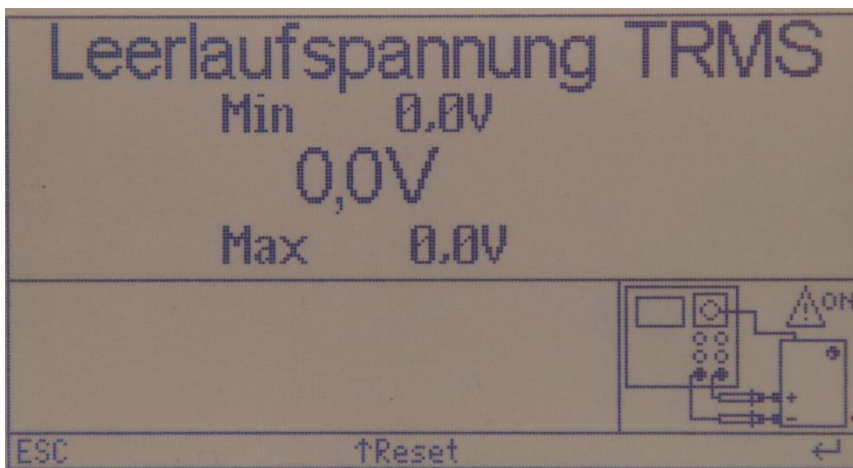 Leerlaufspannung TRMS
Min 0.0V
0,0V
Max 0.0V
ON
+
-
ESC ↑Reset ↵